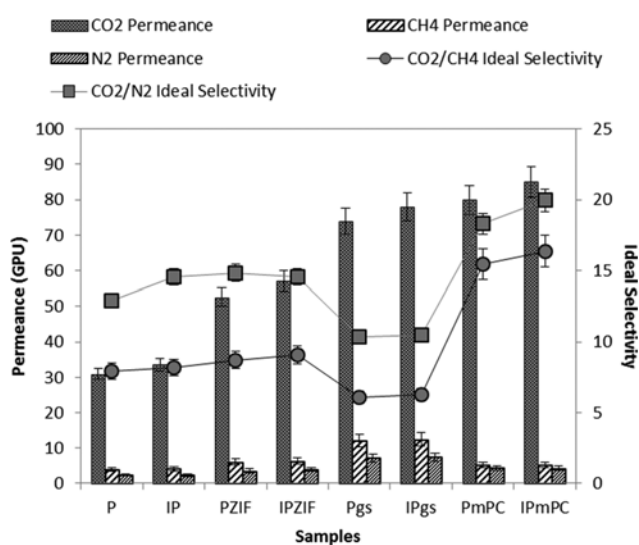 CO2 Permeance
CH4 Permeance
N2 Permeance
CO2/CH4 Ideal Selectivity
CO2/N2 Ideal Selectivity
Permeance (GPU)
100
90
80
70
60
50
40
30
20
10
0
Ideal Selectivity
25
20
15
10
5
0
P IP PZIF IPZIF Pgs IPgs PmPC IPmPC
Samples